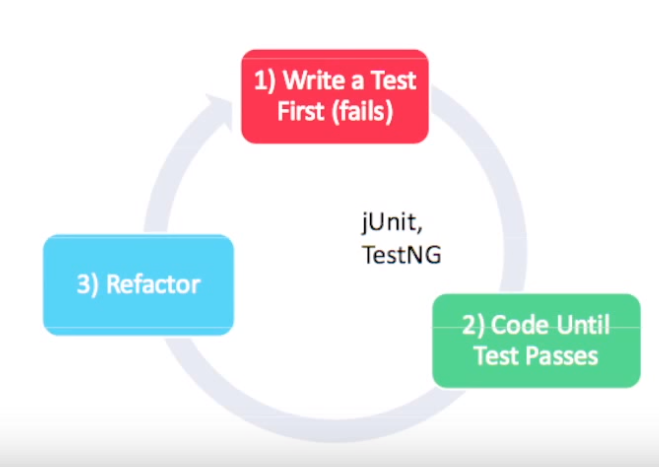 1) Write a Test
First (fails)
jUnit,
TestNG
3) Refactor
2) Code Until
Test Passes